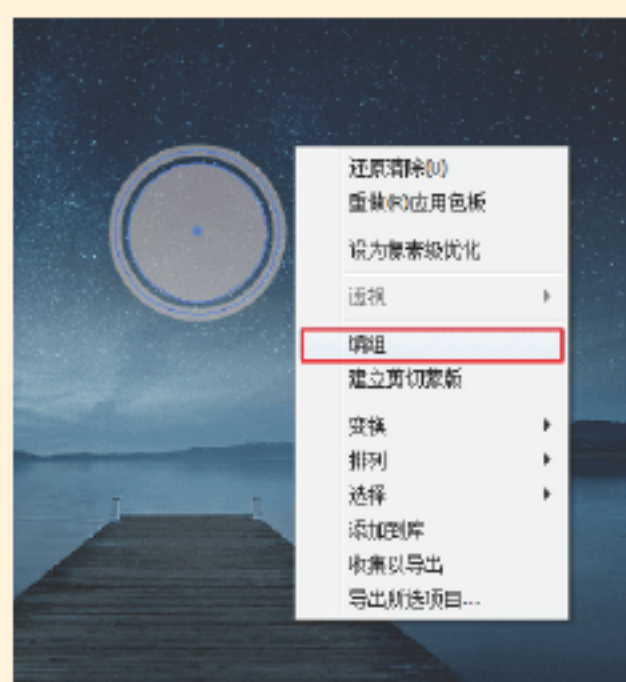 还原清除(U)
重做(R)应用色板
设为像素级优化
透视
编组
建立剪切蒙版
变换
排列
选择
添加到库
收集以导出
导出所选项目...